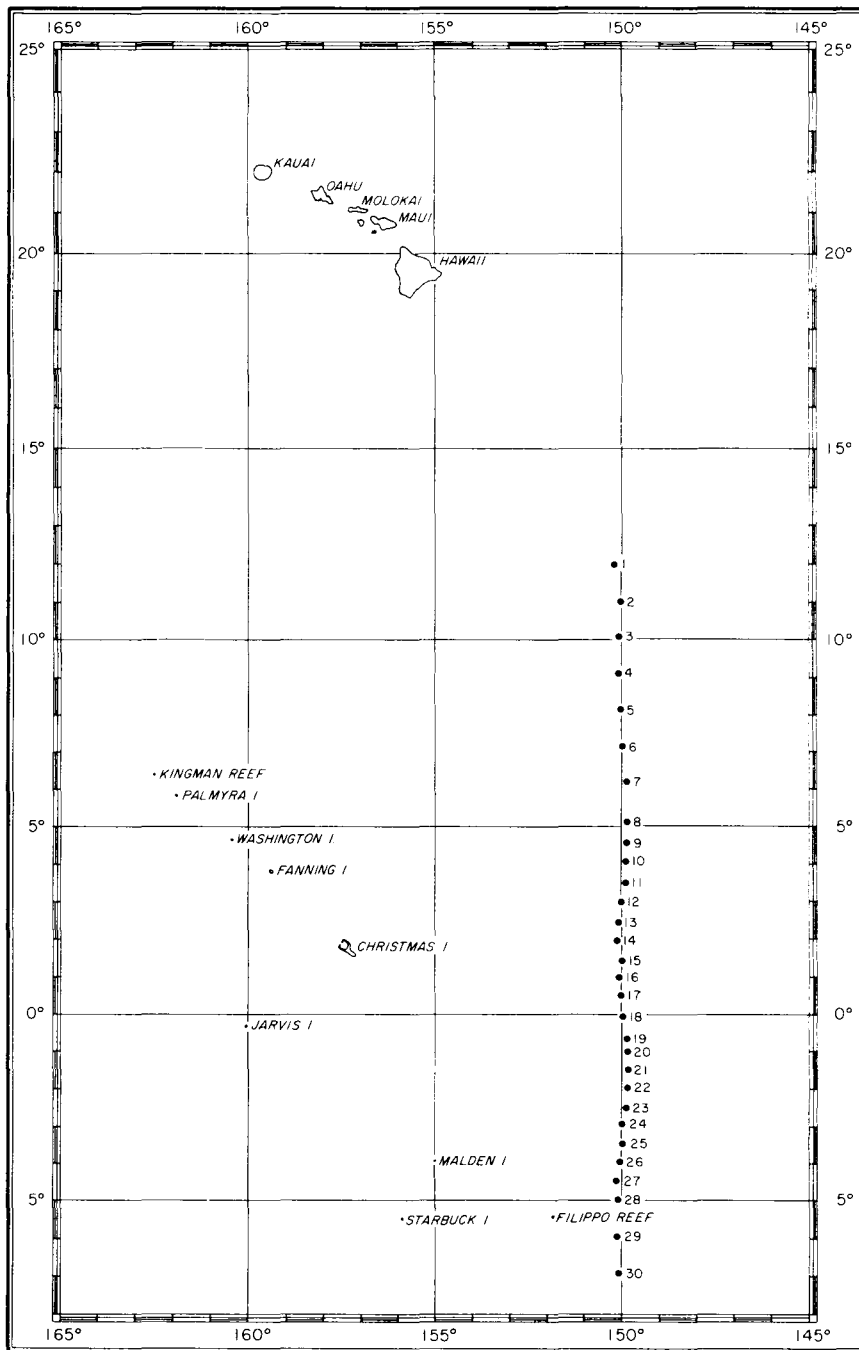 165° 160° 155° 150° 145°
25° 25°
KAUAI
OAHU
MOLOKAI
MAUI
20° HAWAII 20°
15° 15°
1
2
10° 3 10°
4
5
6
KINGMAN REEF
7
PALMYRA I
5° 8 5°
WASHINGTON I.
9
10
FANNING I
11
12
13
CHRISTMAS I 14
15
16
17
0° 18 0°
JARVIS I
19
20
21
22
23
24
25
MALDEN I 26
27
5° 28 5°
STARBUCK I FILIPPO REEF
29
30
165° 160° 155° 150° 145°